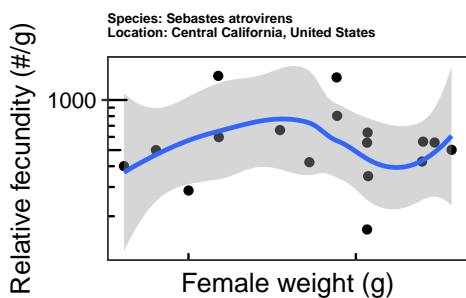 Species: Sebastes atrovirens
Location: Central California, United States
Relative fecundity (#/g)
1000
Female weight (g)